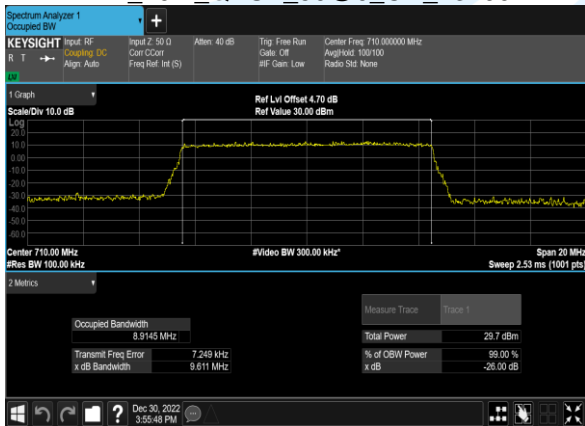 Spectrum Analyzer 1
Occupied BW
+
KEYSIGHT
R T
LXI
Input: RF
Coupling: DC
Align: Auto
Input Z: 50 Ω
Corr CCorr
Freq Ref: Int (S)
Atten: 40 dB
Trig: Free Run
Gate: Off
#IF Gain: Low
Center Freq: 710.000000 MHz
Avg|Hold: 100/100
Radio Std: None
1 Graph
Scale/Div 10.0 dB
Ref Lvl Offset 4.70 dB
Ref Value 30.00 dBm
Log
20.0
10.0
0.00
-10.0
-20.0
-30.0
-40.0
-50.0
-60.0
Center 710.00 MHz
#Res BW 100.00 kHz
#Video BW 300.00 kHz*
Span 20 MHz
Sweep 2.53 ms (1001 pts)
2 Metrics
Measure Trace Trace 1
Occupied Bandwidth
8.9145 MHz
Total Power 29.7 dBm
Transmit Freq Error 7.249 kHz
% of OBW Power 99.00 %
x dB Bandwidth 9.611 MHz
x dB -26.00 dB
?
Dec 30, 2022
3:55:48 PM